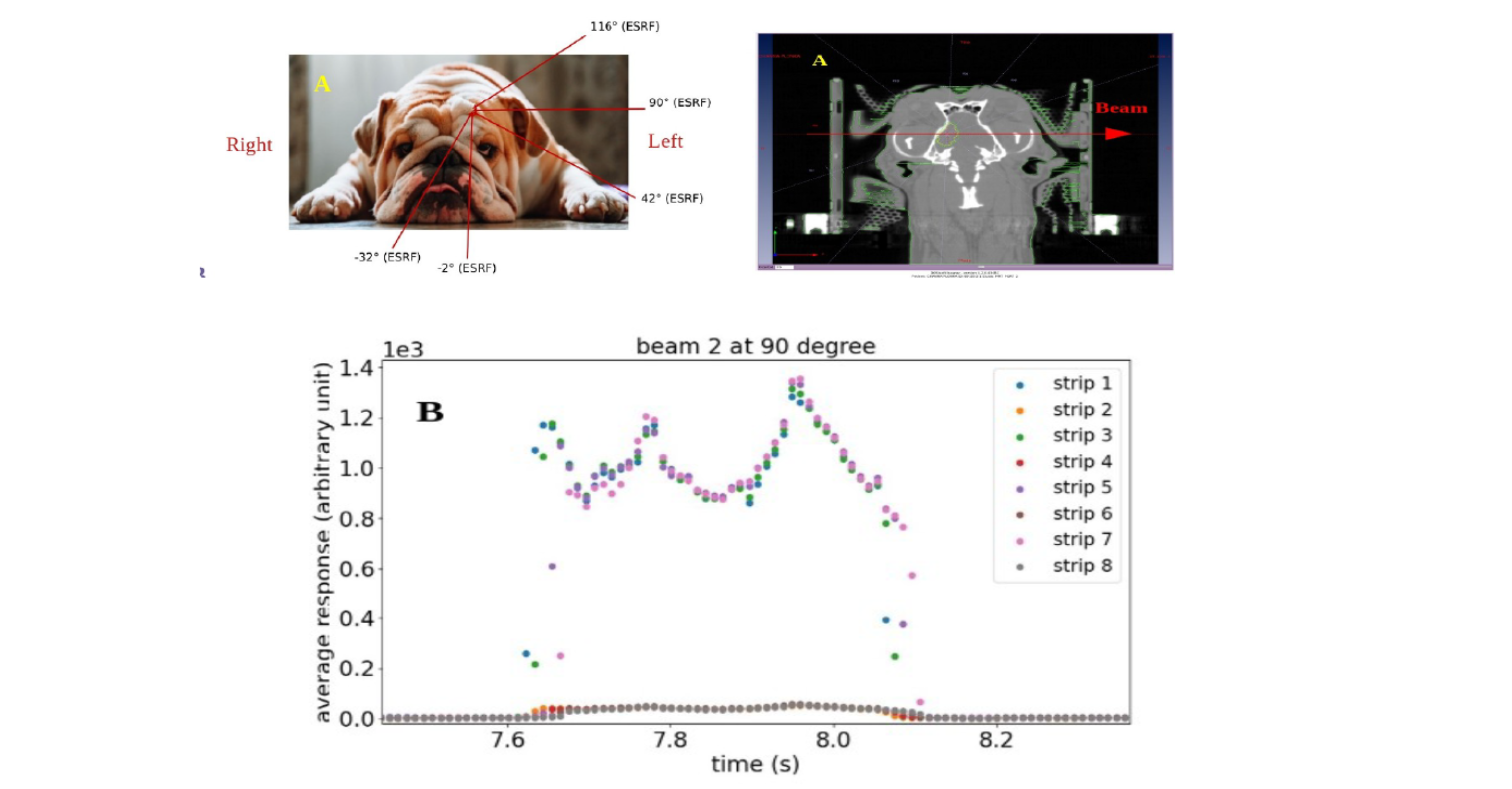 116° (ESRF)
A
90° (ESRF)
Right
Left
42° (ESRF)
-32° (ESRF)
-2° (ESRF)
A
Beam
beam 2 at 90 degree
1e3
B
average response (arbitrary unit)
1.4
1.2
1.0
0.8
0.6
0.4
0.2
0.0
strip 1
strip 2
strip 3
strip 4
strip 5
strip 6
strip 7
strip 8
7.6 7.8 8.0 8.2
time (s)